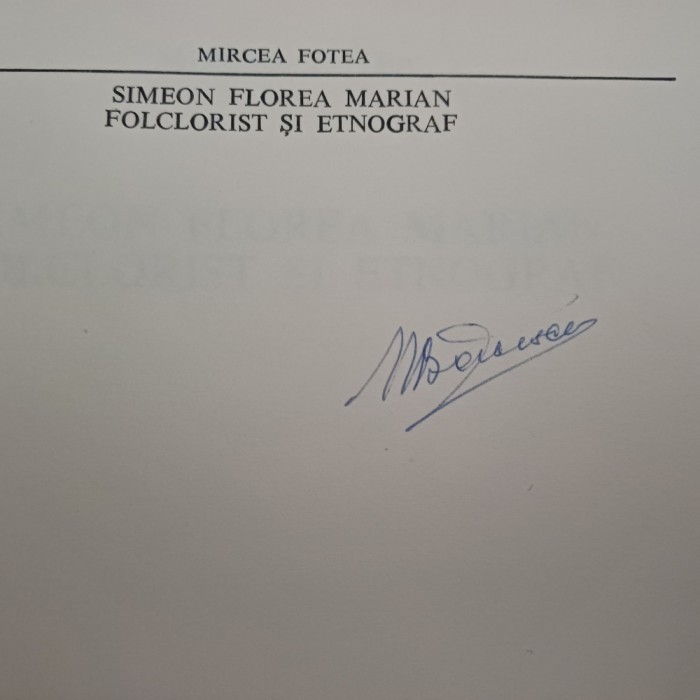 MIRCEA FOTEA
SIMEON FLOREA MARIAN
FOLCLORIST ȘI ETNOGRAF